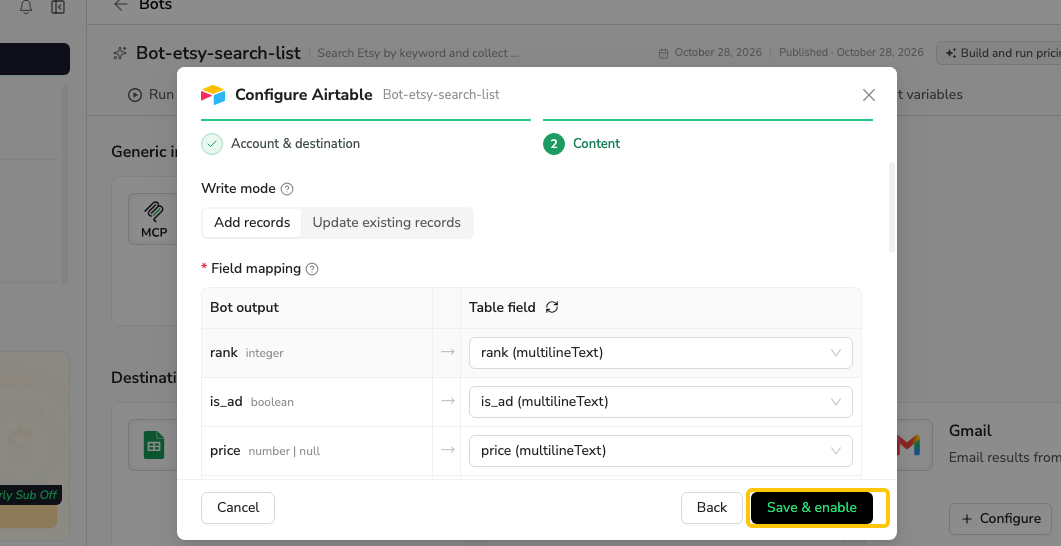 Bots
Bot-etsy-search-list
Search Etsy by keyword and collect ...
October 28, 2026
Published · October 28, 2026
Build and run pricin
Run
t variables
Configure Airtable
Bot-etsy-search-list
Account & destination
2
Content
Generic in
MCP
Write mode
Add records
Update existing records
* Field mapping
Bot output
Table field
rank integer
rank (multilineText)
is_ad boolean
is_ad (multilineText)
price number | null
price (multilineText)
Destinati
Gmail
Email results from
rly Sub Off
Cancel
Back
Save & enable
+ Configure